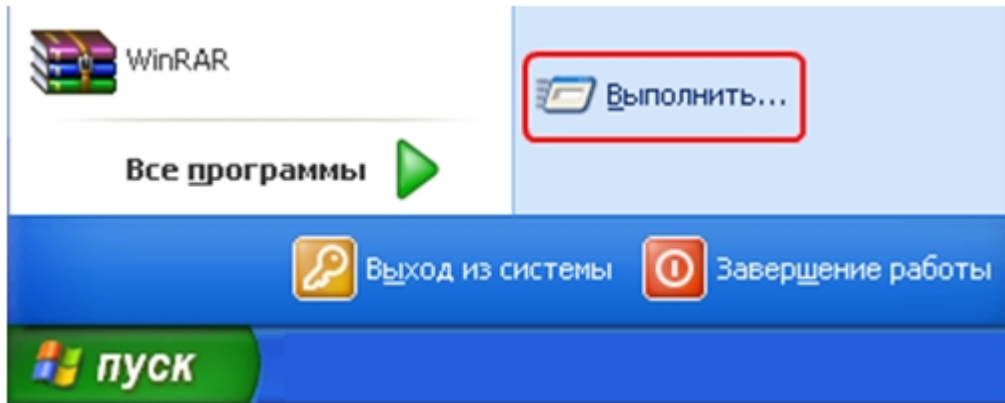 WinRAR
Выполнить...
Все программы
Выход из системы
Завершение работы
пуск